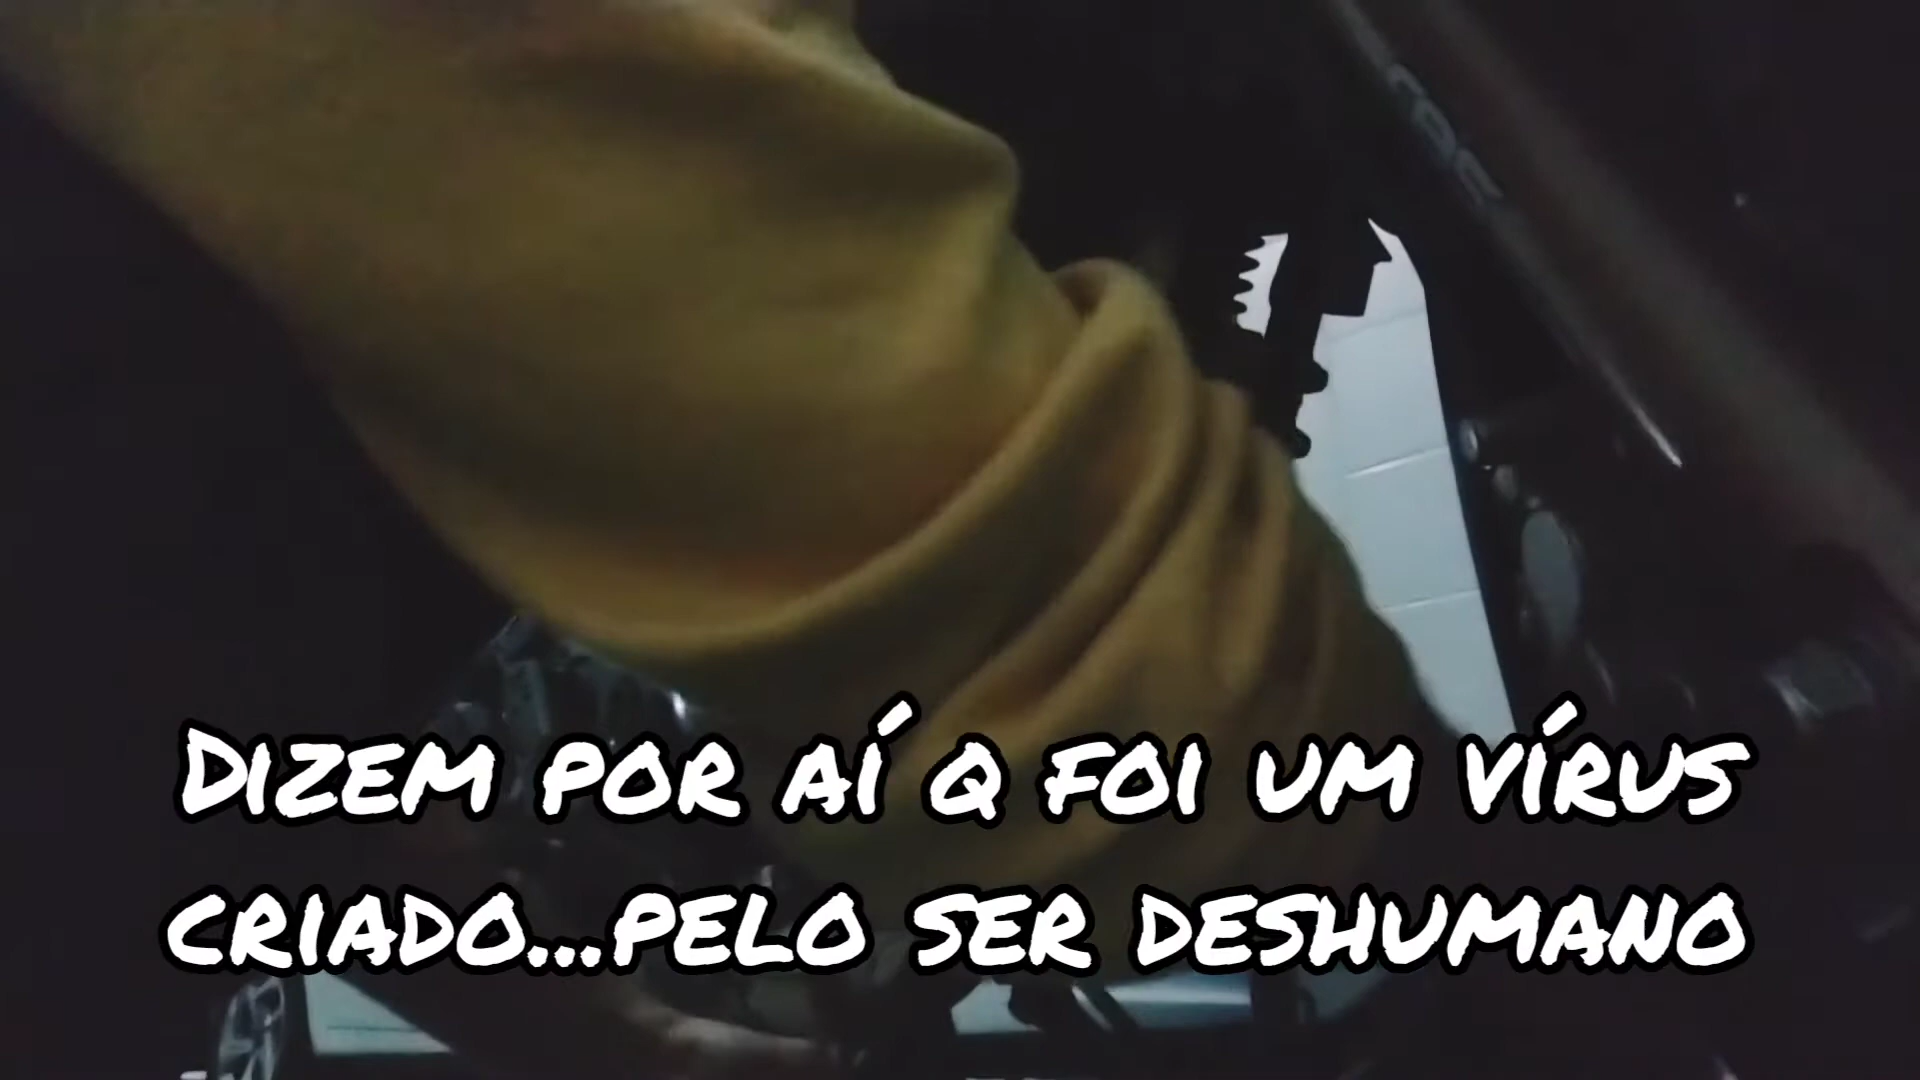 DIZEM POR AÍ Q FOI UM VÍRUS
CRIADO...PELO SER DESHUMANO